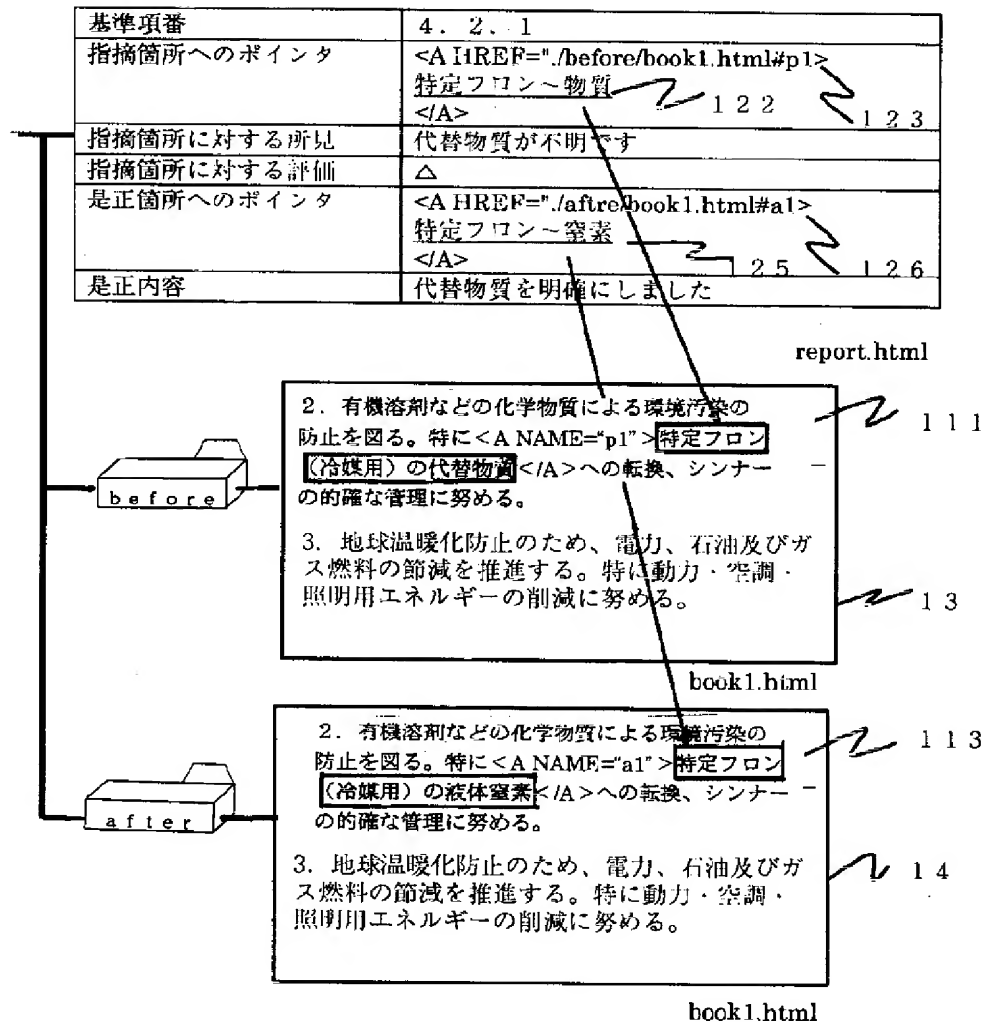 基準項番 4．2．1
指摘箇所へのポインタ <A HREF="./before/book1.html#p1>
特定フロン～物質
</A>
122
123
指摘箇所に対する所見 代替物質が不明です
指摘箇所に対する評価 △
是正箇所へのポインタ <A HREF="./aftre/book1.html#a1>
特定フロン～窒素
</A>
125
126
是正内容 代替物質を明確にしました
report.html
before
2．有機溶剤などの化学物質による環境汚染の
防止を図る。特に<A NAME="p1">特定フロン
（冷媒用）の代替物質</A>への転換、シンナー
の的確な管理に努める。
3．地球温暖化防止のため、電力、石油及びガ
ス燃料の節減を推進する。特に動力・空調・
照明用エネルギーの削減に努める。
111
13
book1.html
after
2．有機溶剤などの化学物質による環境汚染の
防止を図る。特に<A NAME="a1">特定フロン
（冷媒用）の液体窒素</A>への転換、シンナー
の的確な管理に努める。
3．地球温暖化防止のため、電力、石油及びガ
ス燃料の節減を推進する。特に動力・空調・
照明用エネルギーの削減に努める。
113
14
book1.html